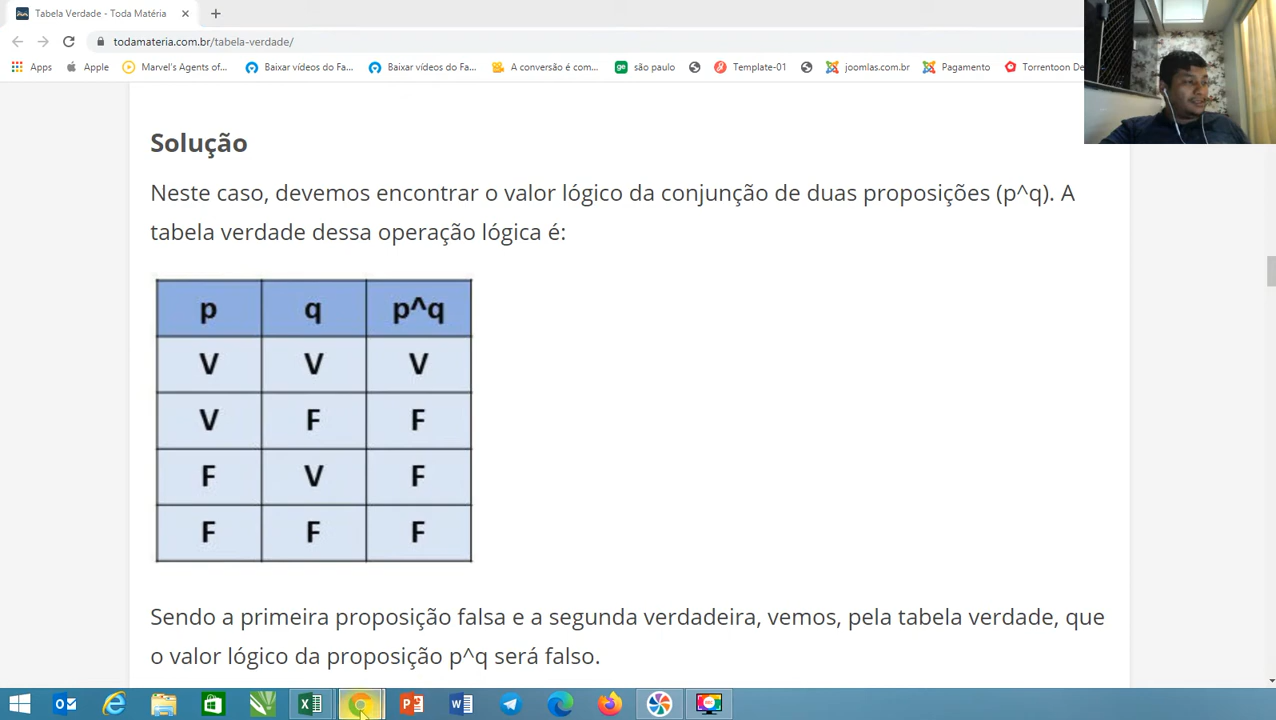 Tabela Verdade - Toda Matéria
todamateria.com.br/tabela-verdade/
Apps Apple Marvel's Agents of... Baixar vídeos do Fa... Baixar vídeos do Fa... A conversão é com... ge são paulo Template-01 joomlas.com.br Pagamento Torrentoon De
Solução
Neste caso, devemos encontrar o valor lógico da conjunção de duas proposições (p^q). A
tabela verdade dessa operação lógica é:
p q p^q
V V V
V F F
F V F
F F F
Sendo a primeira proposição falsa e a segunda verdadeira, vemos, pela tabela verdade, que
o valor lógico da proposição p^q será falso.